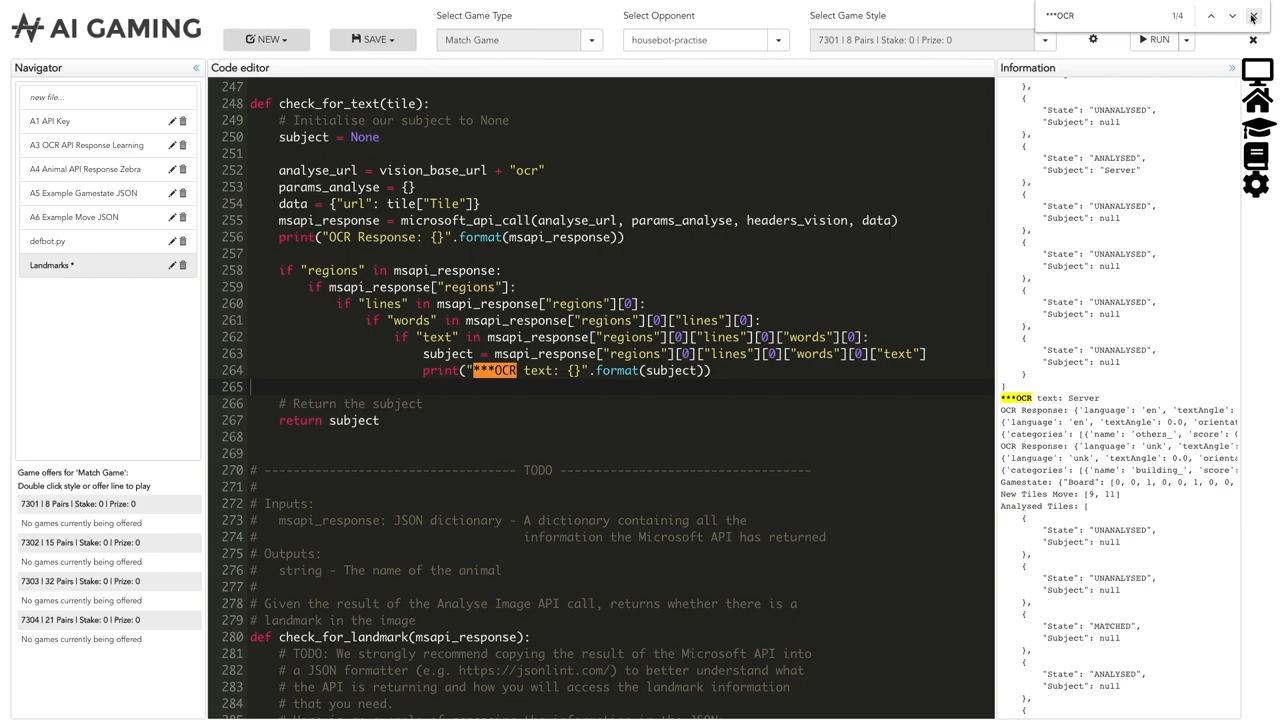 AI GAMING
Select Game Type
Select Opponent
Select Game Style
***OCR
1/4
NEW
SAVE
Match Game
housebot-practise
7301 | 8 Pairs | Stake: 0 | Prize: 0
RUN
Navigator
Code editor
Information
new file...
A1 API Key
A3 OCR API Response Learning
A4 Animal API Response Zebra
A5 Example Gamestate JSON
A6 Example Move JSON
defbot.py
Landmarks *
Game offers for 'Match Game':
Double click style or offer line to play
7301 | 8 Pairs | Stake: 0 | Prize: 0
No games currently being offered
7302 | 15 Pairs | Stake: 0 | Prize: 0
No games currently being offered
7303 | 32 Pairs | Stake: 0 | Prize: 0
No games currently being offered
7304 | 21 Pairs | Stake: 0 | Prize: 0
No games currently being offered
247
248 def check_for_text(tile):
249     # Initialise our subject to None
250     subject = None
251
252     analyse_url = vision_base_url + "ocr"
253     params_analyse = {}
254     data = {"url": tile["Tile"]}
255     msapi_response = microsoft_api_call(analyse_url, params_analyse, headers_vision, data)
256     print("OCR Response: {}".format(msapi_response))
257
258     if "regions" in msapi_response:
259         if msapi_response["regions"]:
260             if "lines" in msapi_response["regions"][0]:
261                 if "words" in msapi_response["regions"][0]["lines"][0]:
262                     if "text" in msapi_response["regions"][0]["lines"][0]["words"][0]:
263                         subject = msapi_response["regions"][0]["lines"][0]["words"][0]["text"]
264                         print("***OCR text: {}".format(subject))
265
266     # Return the subject
267     return subject
268
269
270 # ----------------------------------- TODO -----------------------------------
271 #
272 # Inputs:
273 #   msapi_response: JSON dictionary - A dictionary containing all the
274 #                                     information the Microsoft API has returned
275 # Outputs:
276 #   string - The name of the animal
277 #
278 # Given the result of the Analyse Image API call, returns whether there is a
279 # landmark in the image
280 def check_for_landmark(msapi_response):
281     # TODO: We strongly recommend copying the result of the Microsoft API into
282     # a JSON formatter (e.g. https://jsonlint.com/) to better understand what
283     # the API is returning and how you will access the landmark information
284     # that you need.
},
{
"State": "UNANALYSED",
"Subject": null
},
{
"State": "ANALYSED",
"Subject": "Server"
},
{
"State": "UNANALYSED",
"Subject": null
},
{
"State": "UNANALYSED",
"Subject": null
},
{
"State": "UNANALYSED",
"Subject": null
},
{
"State": "UNANALYSED",
"Subject": null
}
]
***OCR text: Server
OCR Response: {'language': 'en', 'textAngle':
{'language': 'en', 'textAngle': 0.0, 'orientat
{'categories': [{'name': 'others_', 'score': 0
OCR Response: {'language': 'unk', 'textAngle':
{'language': 'unk', 'textAngle': 0.0, 'orienta
{'categories': [{'name': 'building_', 'score':
Gamestate: {"Board": [0, 0, 1, 0, 0, 1, 0, 0,
New Tiles Move: [9, 11]
Analysed Tiles: [
{
"State": "UNANALYSED",
"Subject": null
},
{
"State": "UNANALYSED",
"Subject": null
},
{
"State": "MATCHED",
"Subject": null
},
{
"State": "ANALYSED",
"Subject": null
},
{